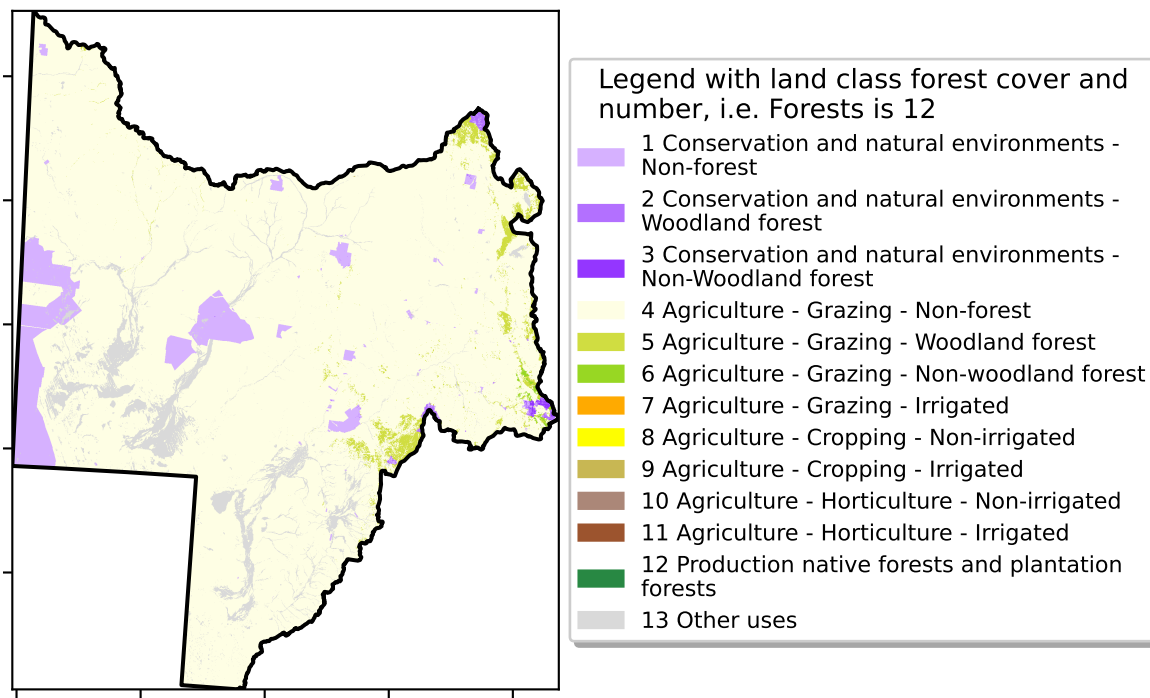 Legend with land class forest cover and
number, i.e. Forests is 12
1 Conservation and natural environments -
Non-forest
2 Conservation and natural environments -
Woodland forest
3 Conservation and natural environments -
Non-Woodland forest
4 Agriculture - Grazing - Non-forest
5 Agriculture - Grazing - Woodland forest
6 Agriculture - Grazing - Non-woodland forest
7 Agriculture - Grazing - Irrigated
8 Agriculture - Cropping - Non-irrigated
9 Agriculture - Cropping - Irrigated
10 Agriculture - Horticulture - Non-irrigated
11 Agriculture - Horticulture - Irrigated
12 Production native forests and plantation
forests
13 Other uses